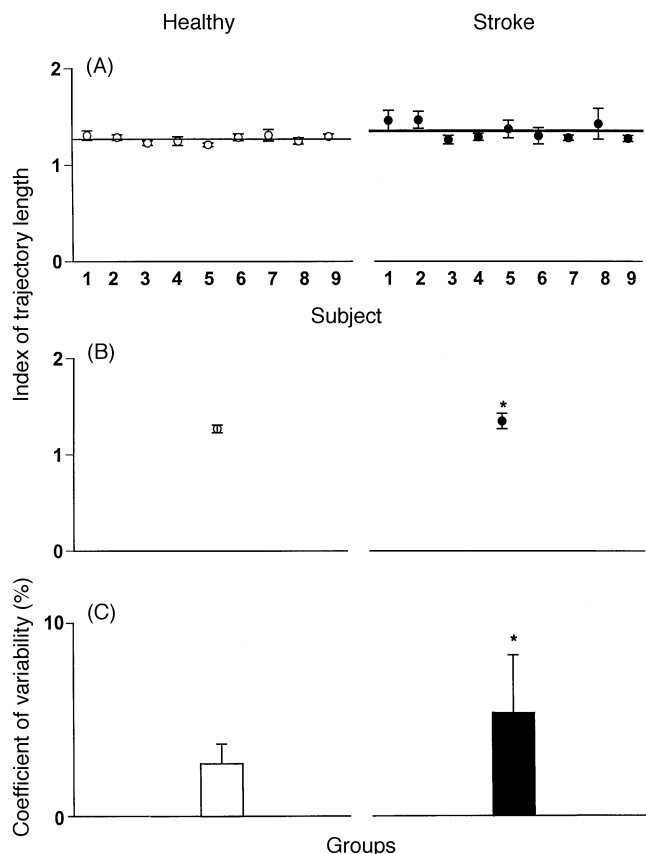 Healthy Stroke
(A)
2
1
0
1 2 3 4 5 6 7 8 9 1 2 3 4 5 6 7 8 9
Subject
Index of trajectory length
(B)
2
*
1
0
(C)
10
*
0
Coefficient of variability (%)
Groups